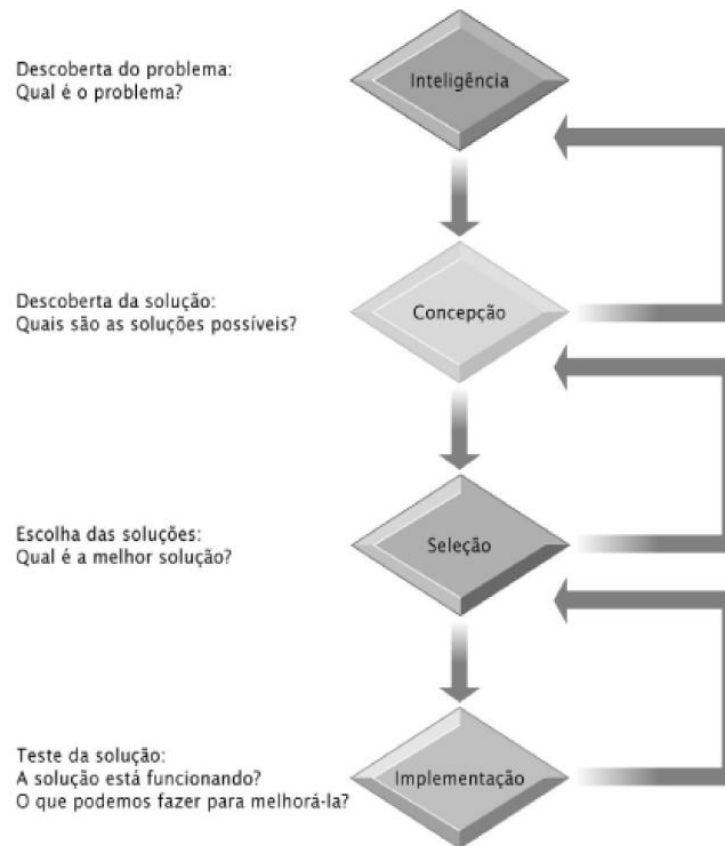 Descoberta do problema:
Qual é o problema?
Inteligência
Descoberta da solução:
Quais são as soluções possíveis?
Concepção
Escolha das soluções:
Qual é a melhor solução?
Seleção
Teste da solução:
A solução está funcionando?
O que podemos fazer para melhorá-la?
Implementação